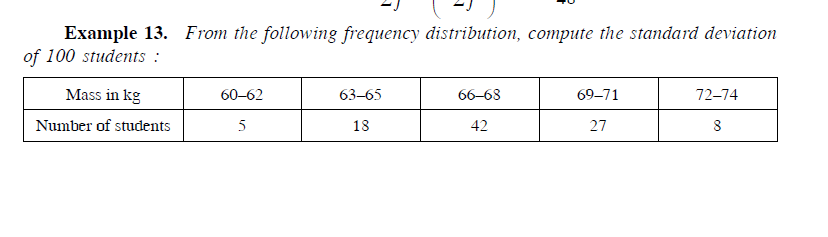 Example 13. From the following frequency distribution, compute the standard deviation
of 100 students :
Mass in kg 60–62 63–65 66–68 69–71 72–74
Number of students 5 18 42 27 8